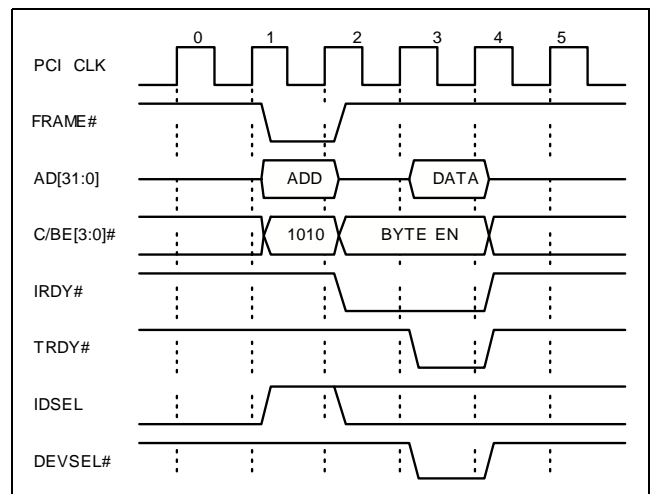 0 1 2 3 4 5
PCI CLK
FRAME#
AD[31:0] ADD DATA
C/BE[3:0]# 1010 BYTE EN
IRDY#
TRDY#
IDSEL
DEVSEL#